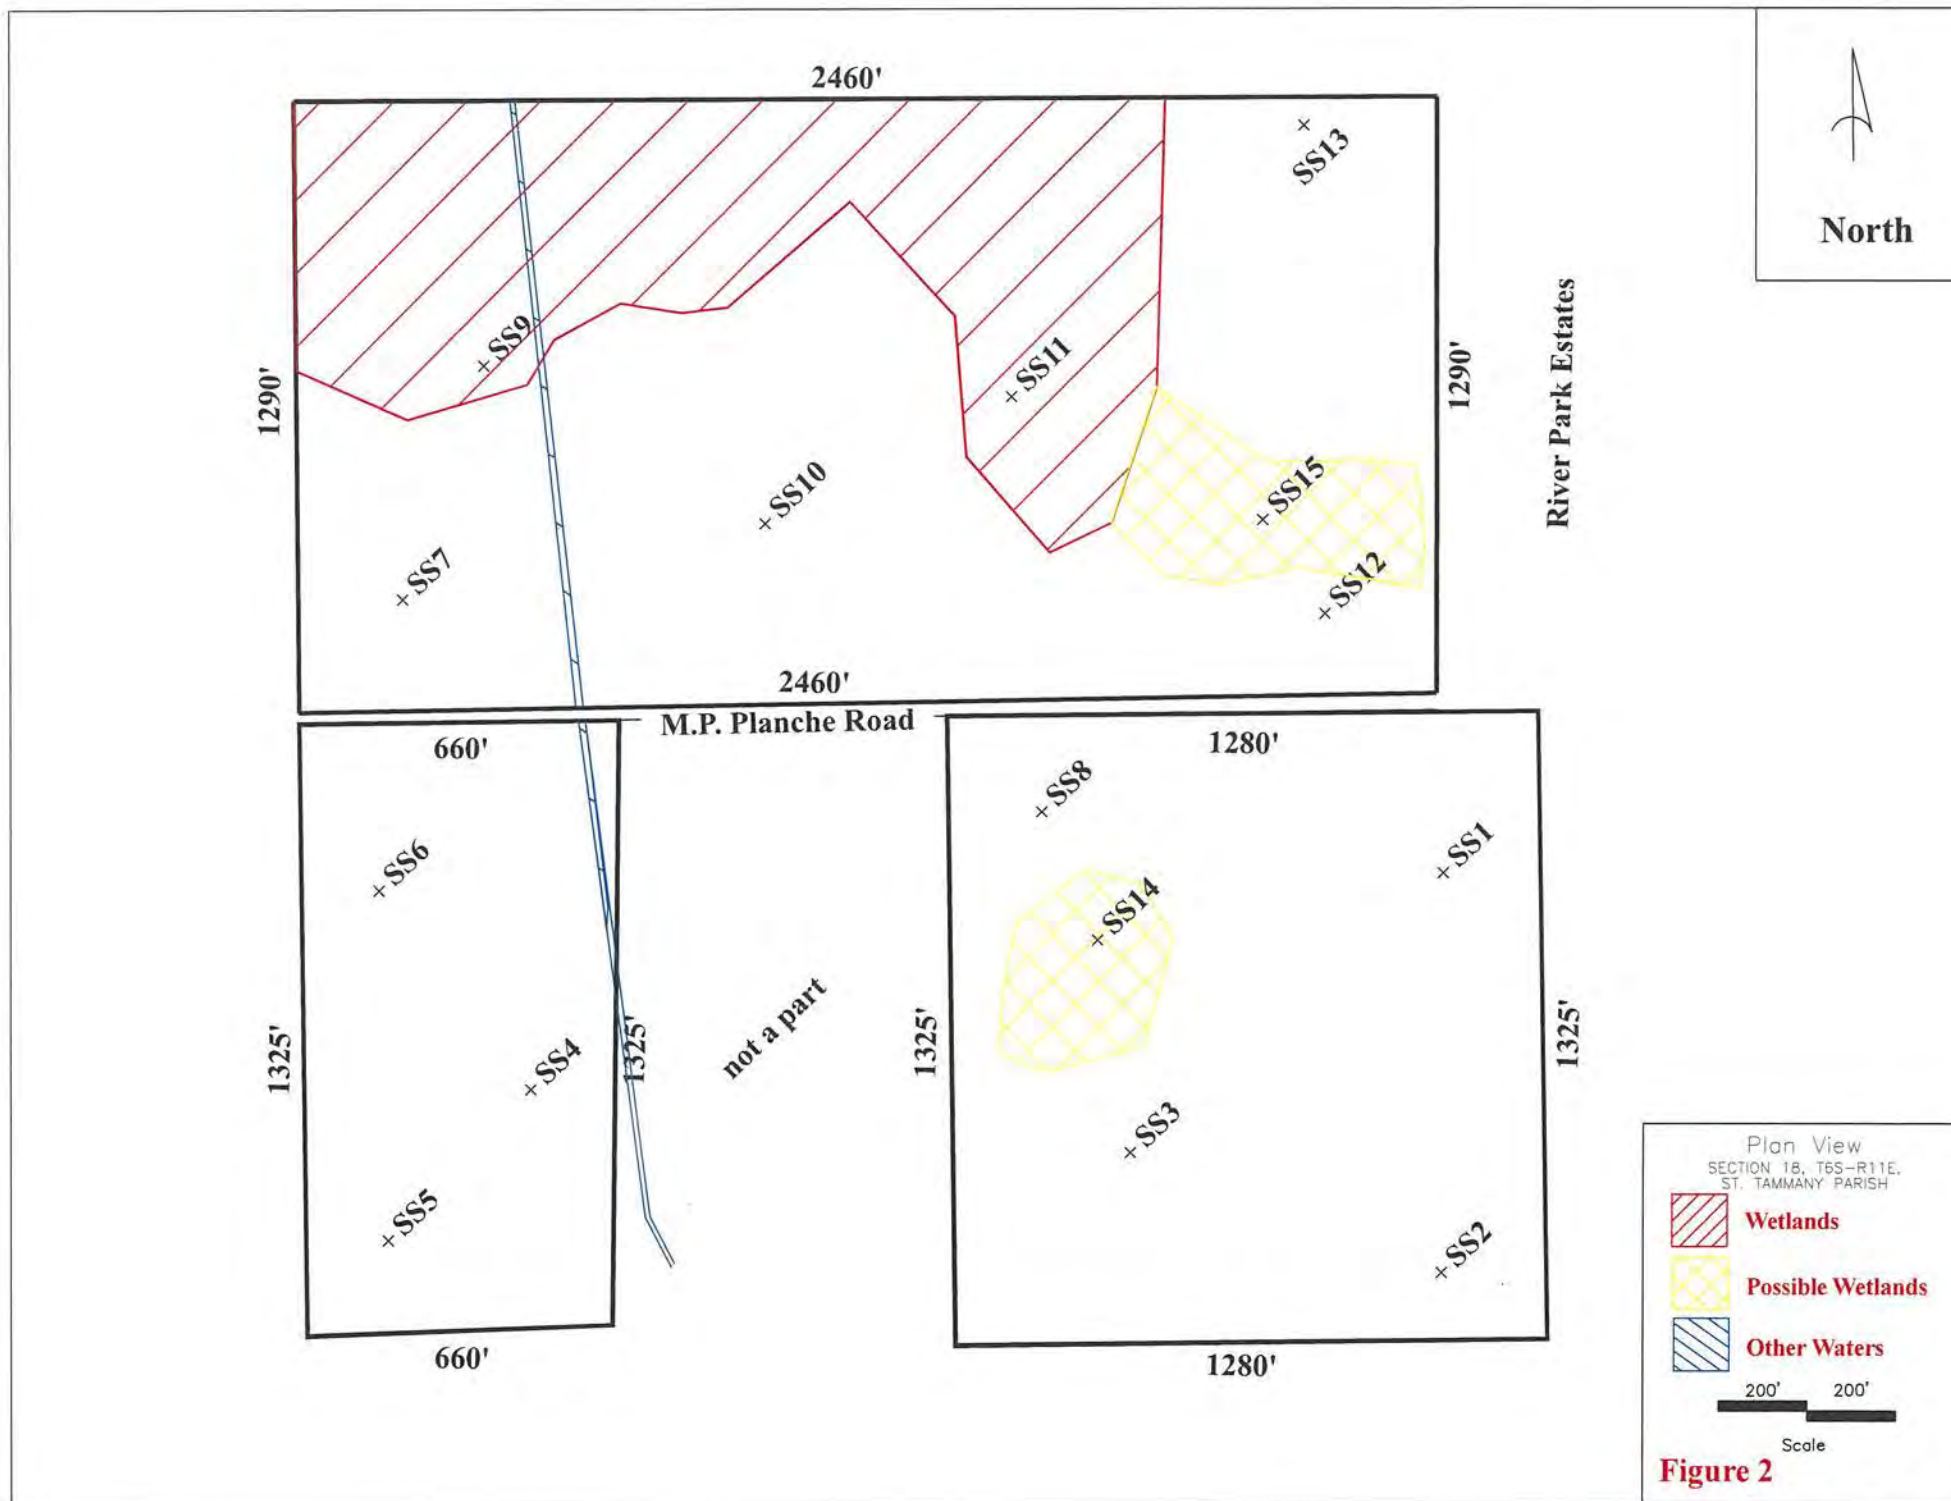 2460'
SS13
North
SS9
SS11
1290'
1290'
River Park Estates
SS10
SS15
SS7
SS12
2460'
M.P. Planche Road
660'
1280'
SS8
SS6
SS1
SS14
not a part
1325'
SS4
1325'
1325'
1325'
SS3
SS5
SS2
660'
1280'
Plan View
SECTION 18, T6S-R11E,
ST. TAMMANY PARISH
Wetlands
Possible Wetlands
Other Waters
200' 200'
Scale
Figure 2